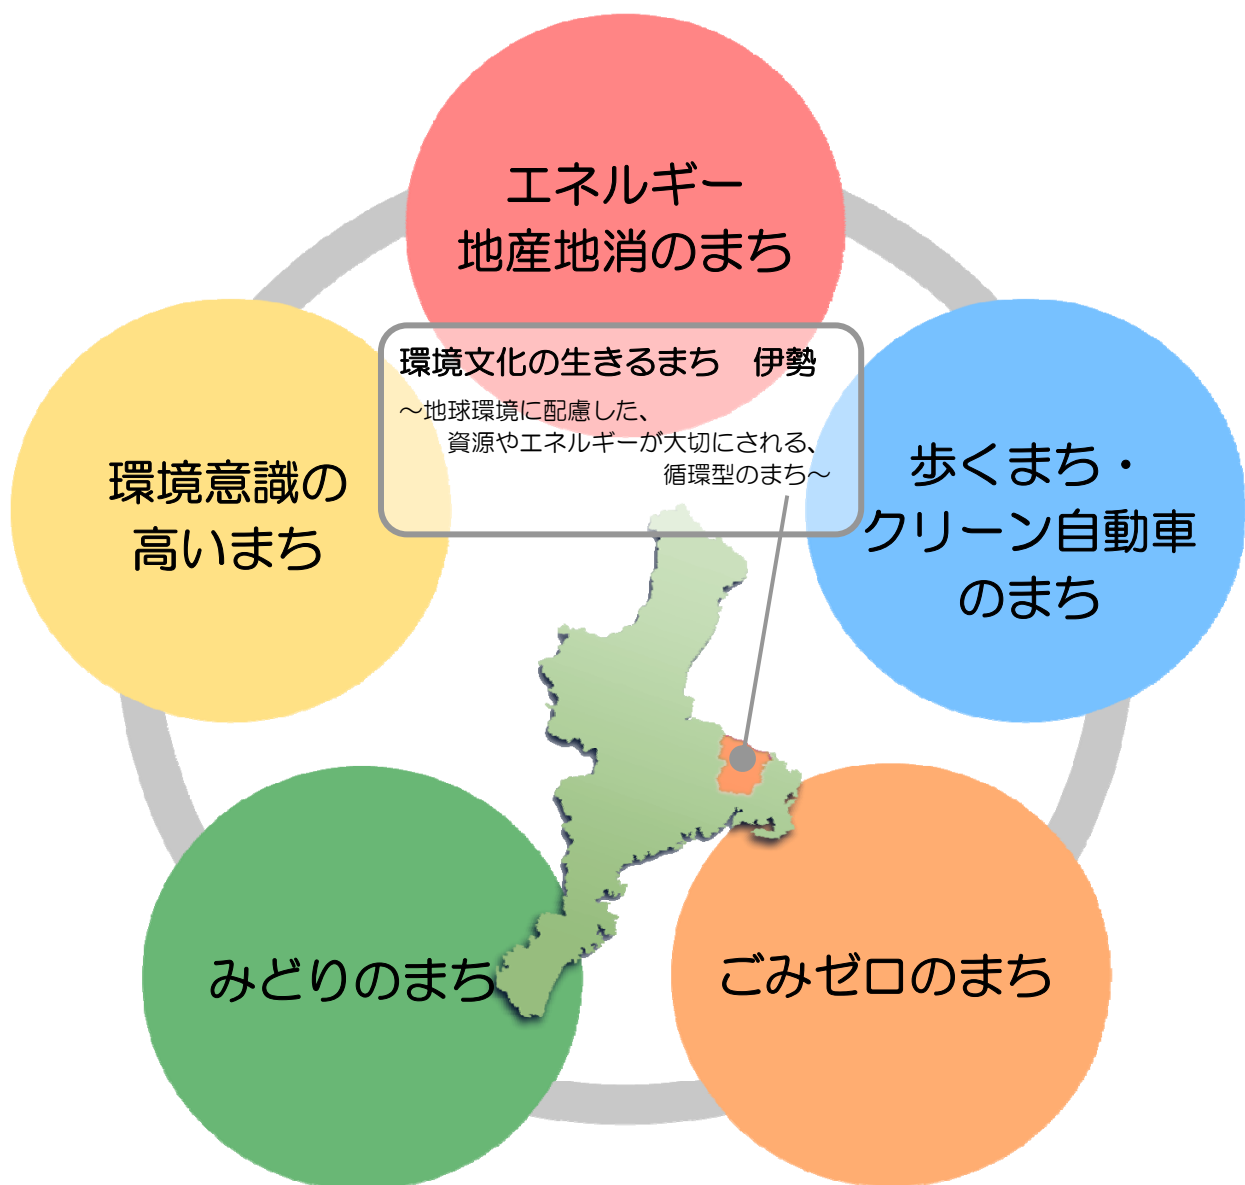 エネルギー
地産地消のまち
環境文化の生きるまち　伊勢
～地球環境に配慮した、
資源やエネルギーが大切にされる、
循環型のまち～
環境意識の
高いまち
歩くまち・
クリーン自動車
のまち
みどりのまち
ごみゼロのまち